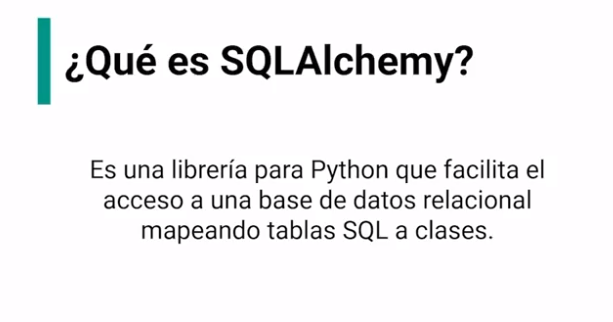 ¿Qué es SQLAlchemy?
Es una librería para Python que facilita el
acceso a una base de datos relacional
mapeando tablas SQL a clases.